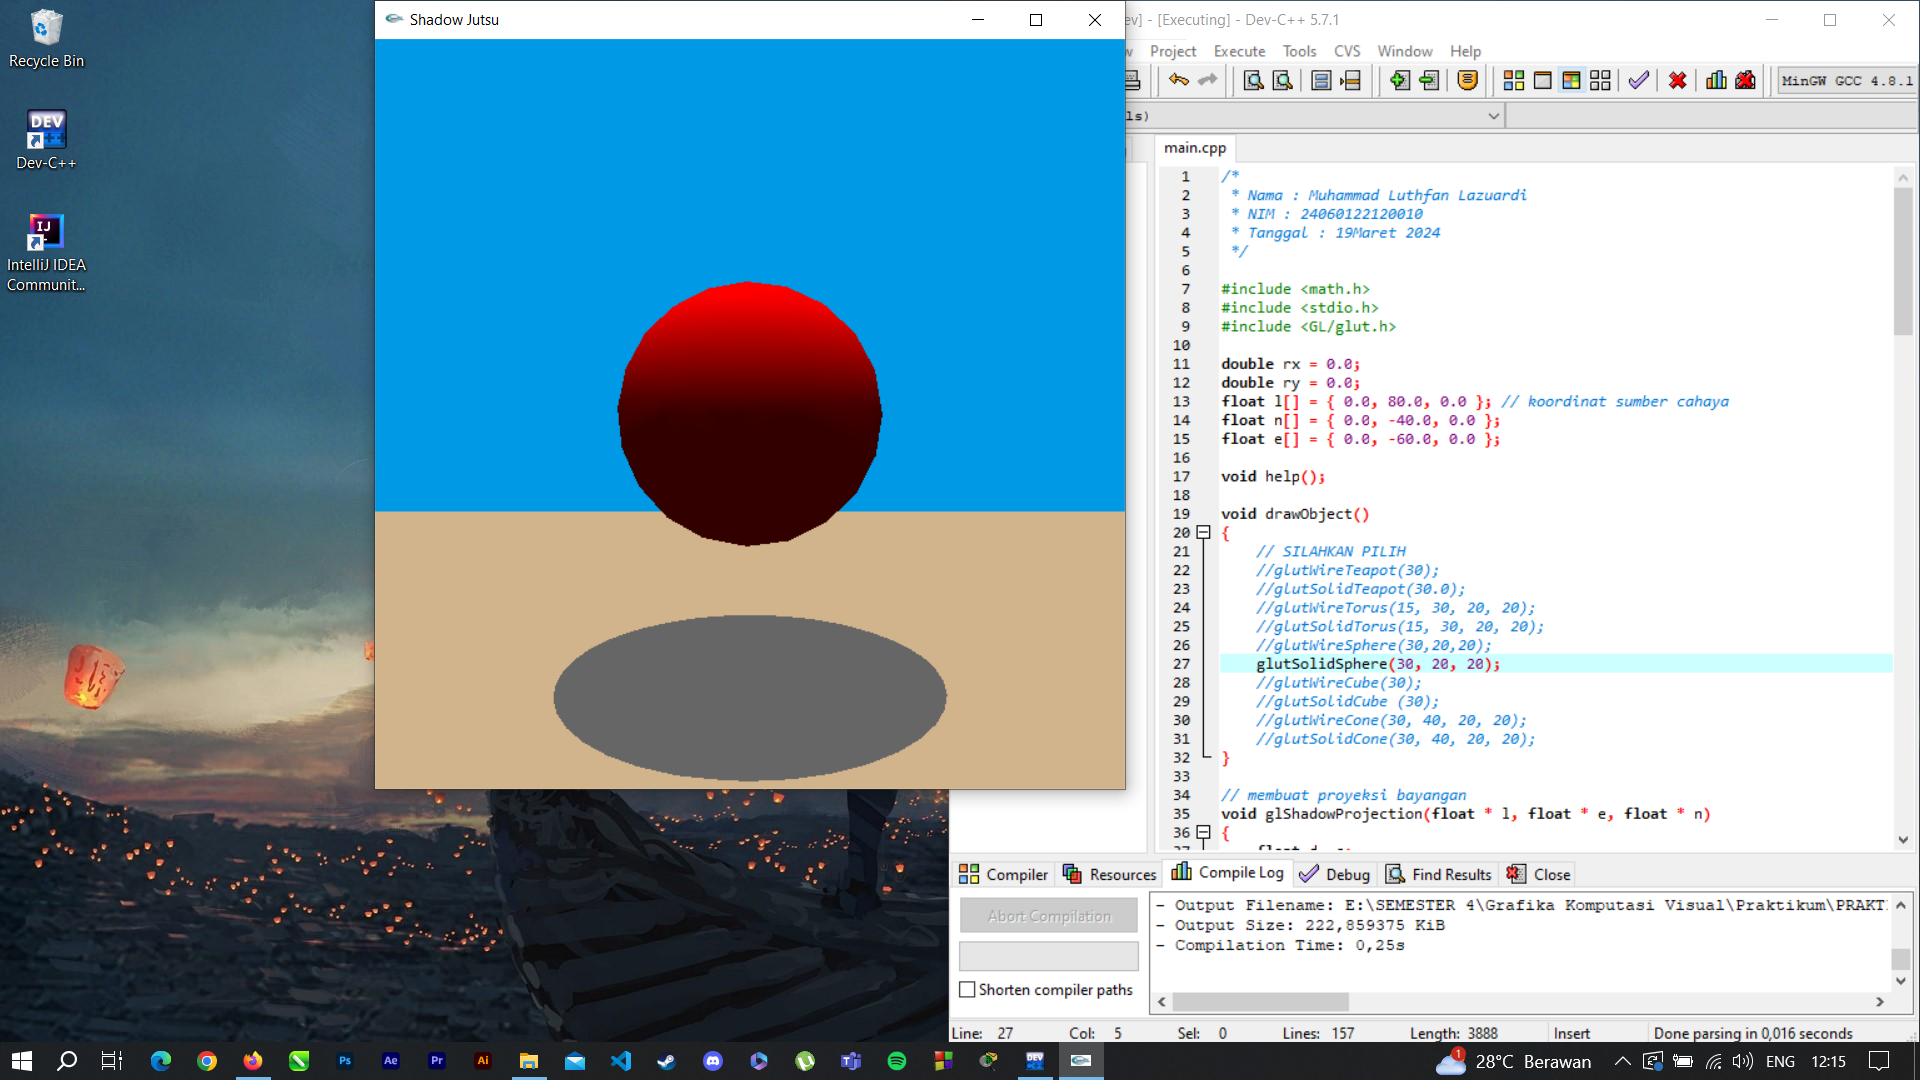 Recycle Bin
DEV
Dev-C++
IJ
IntelliJ IDEA
Communit...
Shadow Jutsu
[Executing] - Dev-C++ 5.7.1
Project Execute Tools CVS Window Help
MinGW GCC 4.8.1
ls)
main.cpp
1 /*
2 * Nama : Muhammad Luthfan Lazuardi
3 * NIM : 24060122120010
4 * Tanggal : 19Maret 2024
5 */
6
7 #include <math.h>
8 #include <stdio.h>
9 #include <GL/glut.h>
10
11 double rx = 0.0;
12 double ry = 0.0;
13 float l[] = { 0.0, 80.0, 0.0 }; // koordinat sumber cahaya
14 float n[] = { 0.0, -40.0, 0.0 };
15 float e[] = { 0.0, -60.0, 0.0 };
16
17 void help();
18
19 void drawObject()
20 {
21 // SILAHKAN PILIH
22 //glutWireTeapot(30);
23 //glutSolidTeapot(30.0);
24 //glutWireTorus(15, 30, 20, 20);
25 //glutSolidTorus(15, 30, 20, 20);
26 //glutWireSphere(30,20,20);
27 glutSolidSphere(30, 20, 20);
28 //glutWireCube(30);
29 //glutSolidCube (30);
30 //glutWireCone(30, 40, 20, 20);
31 //glutSolidCone(30, 40, 20, 20);
32 }
33
34 // membuat proyeksi bayangan
35 void glShadowProjection(float * l, float * e, float * n)
36 {
Compiler Resources Compile Log Debug Find Results Close
Abort Compilation
Shorten compiler paths
- Output Filename: E:\SEMESTER 4\Grafika Komputasi Visual\Praktikum\PRAKT
- Output Size: 222,859375 KiB
- Compilation Time: 0,25s
Line: 27 Col: 5 Sel: 0 Lines: 157 Length: 3888 Insert Done parsing in 0,016 seconds
Ps Ae Pr Ai DEV 1 28°C Berawan ENG 12:15